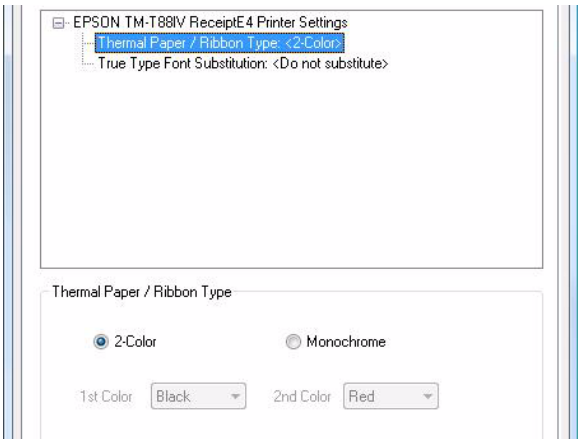 EPSON TM-T88IV ReceiptE4 Printer Settings
Thermal Paper / Ribbon Type: <2-Color>
True Type Font Substitution: <Do not substitute>
Thermal Paper / Ribbon Type
2-Color Monochrome
1st Color Black 2nd Color Red